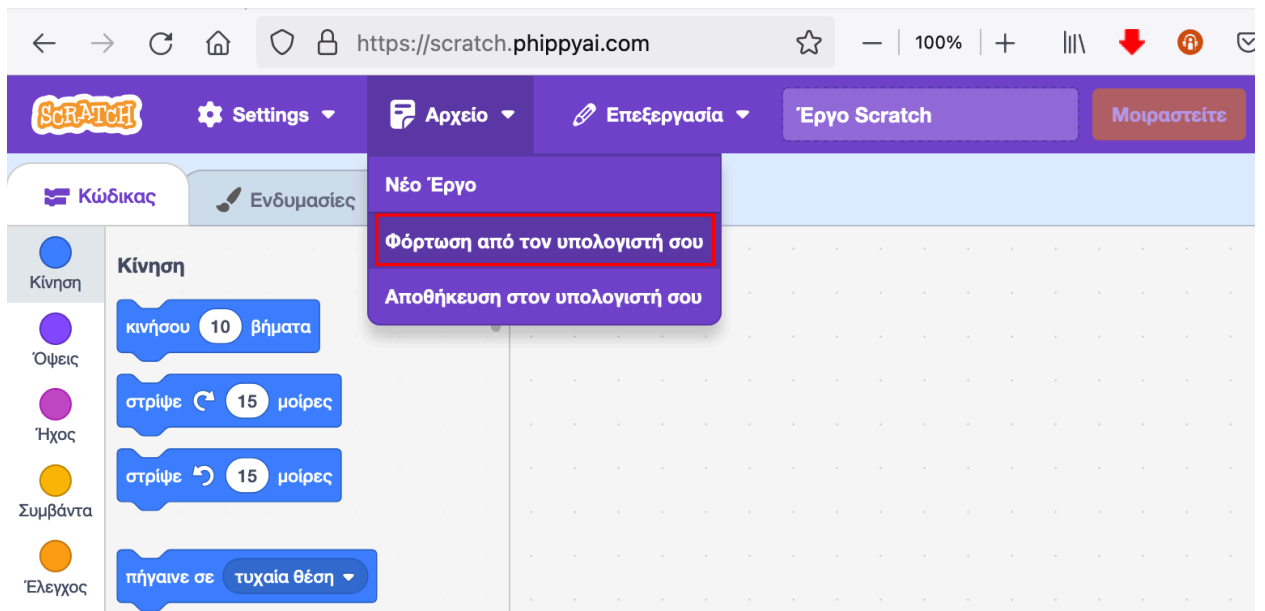 https://scratch.phippyai.com 100%
SCRATCH Settings Αρχείο Επεξεργασία Έργο Scratch Μοιραστείτε
Κώδικας Ενδυμασίες
Νέο Έργο
Φόρτωση από τον υπολογιστή σου
Αποθήκευση στον υπολογιστή σου
Κίνηση
Όψεις
Ήχος
Συμβάντα
Έλεγχος
Κίνηση
κινήσου 10 βήματα
στρίψε 15 μοίρες
στρίψε 15 μοίρες
πήγαινε σε τυχαία θέση